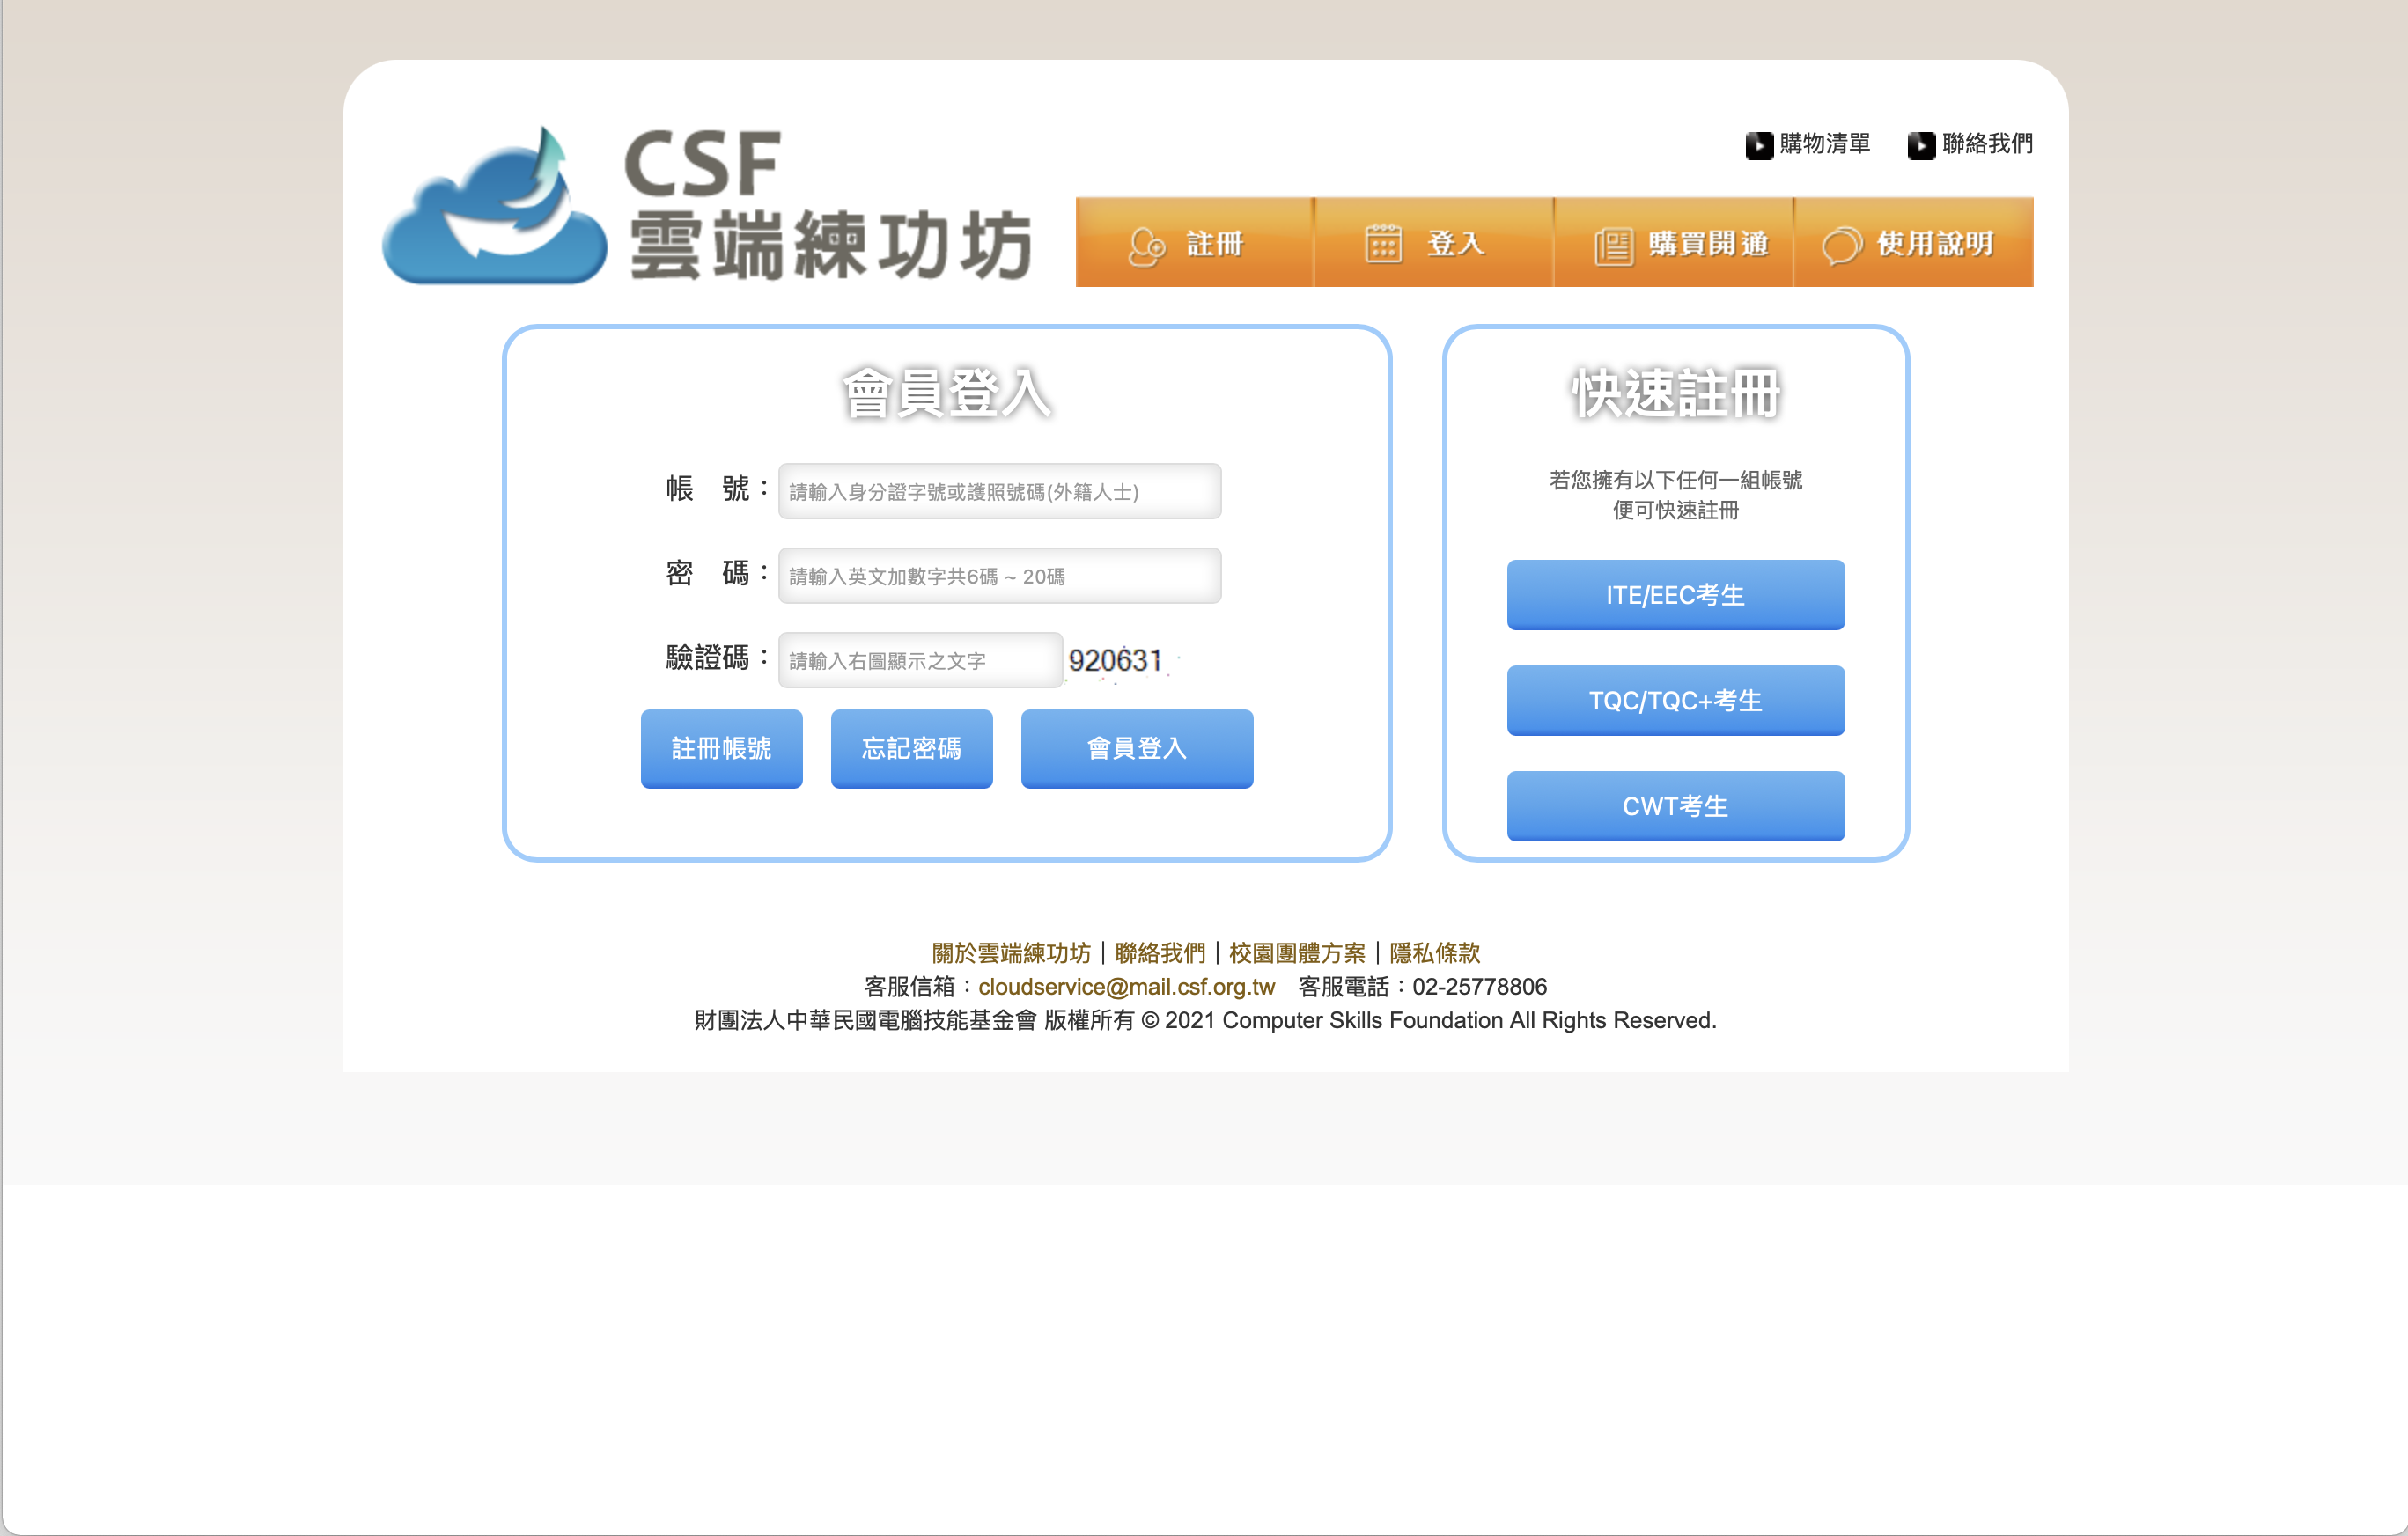 CSF
雲端練功坊
購物清單 聯絡我們
註冊 登入 購買開通 使用說明
會員登入
帳 號：請輸入身分證字號或護照號碼(外籍人士)
密 碼：請輸入英文加數字共6碼 ~ 20碼
驗證碼：請輸入右圖顯示之文字 920631
註冊帳號 忘記密碼 會員登入
快速註冊
若您擁有以下任何一組帳號
便可快速註冊
ITE/EEC考生
TQC/TQC+考生
CWT考生
關於雲端練功坊｜聯絡我們｜校園團體方案｜隱私條款
客服信箱：cloudservice@mail.csf.org.tw 客服電話：02-25778806
財團法人中華民國電腦技能基金會 版權所有 © 2021 Computer Skills Foundation All Rights Reserved.